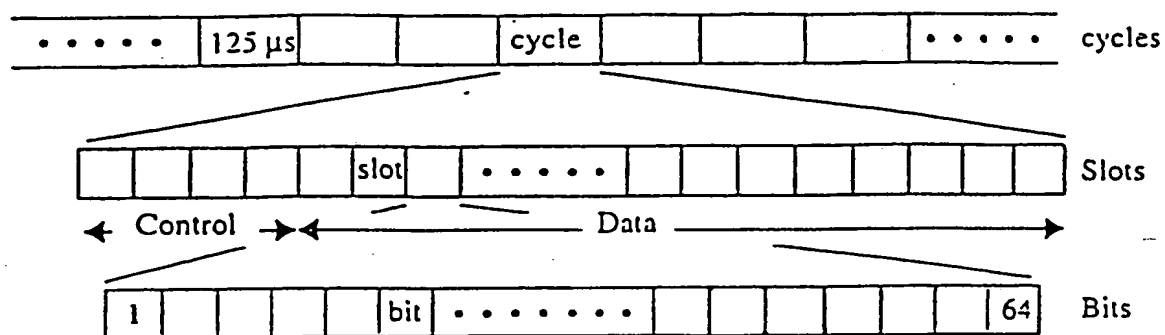 • • • • • 125 µs cycle • • • • • cycles
slot • • • • • Slots
Control Data
1 bit • • • • • • • 64 Bits